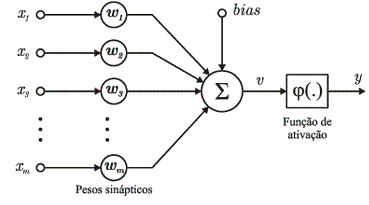 x₁ w₁ bias
x₂ w₂
x₃ w₃ Σ v φ(.) y
Função de
ativação
xₘ wₘ
Pesos sinápticos